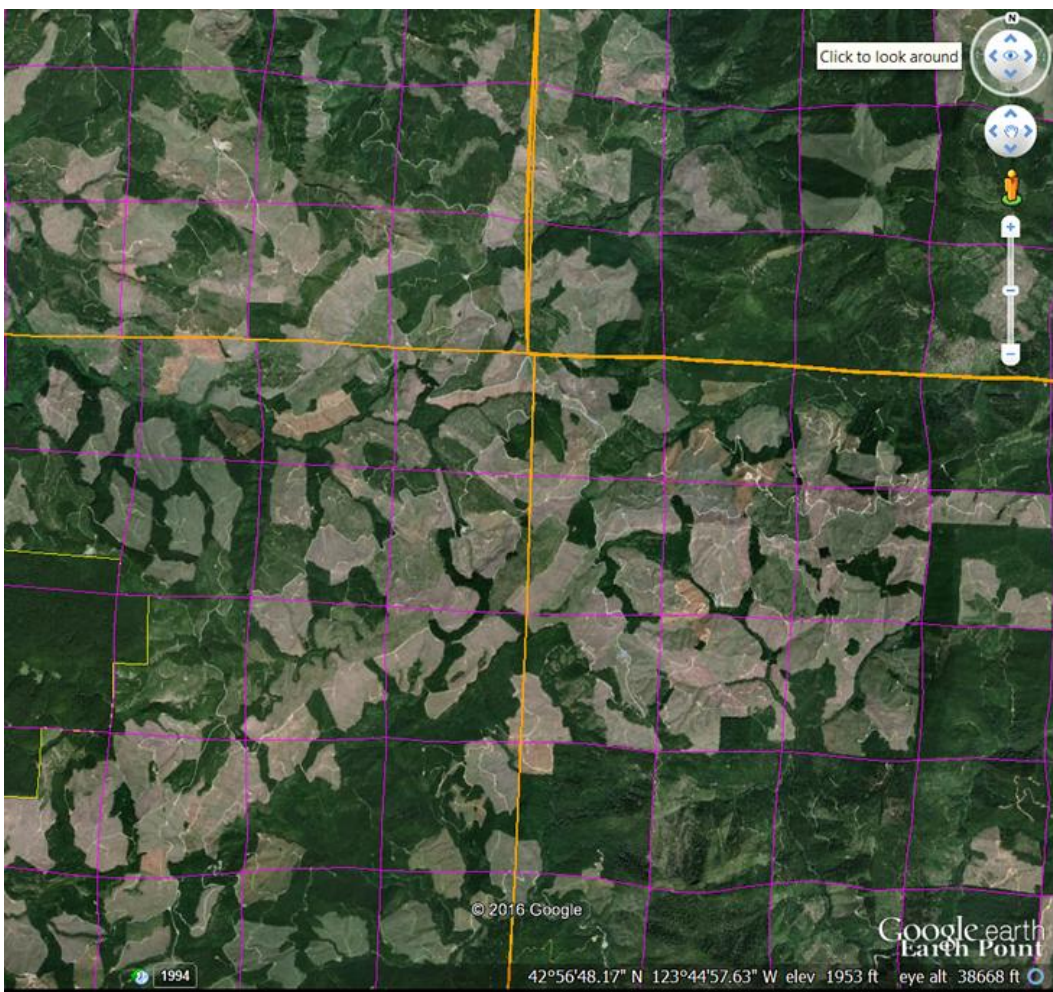 N
Click to look around
© 2016 Google
Google earth
Earth Point
1994
42°56'48.17" N 123°44'57.63" W elev 1953 ft eye alt 38668 ft